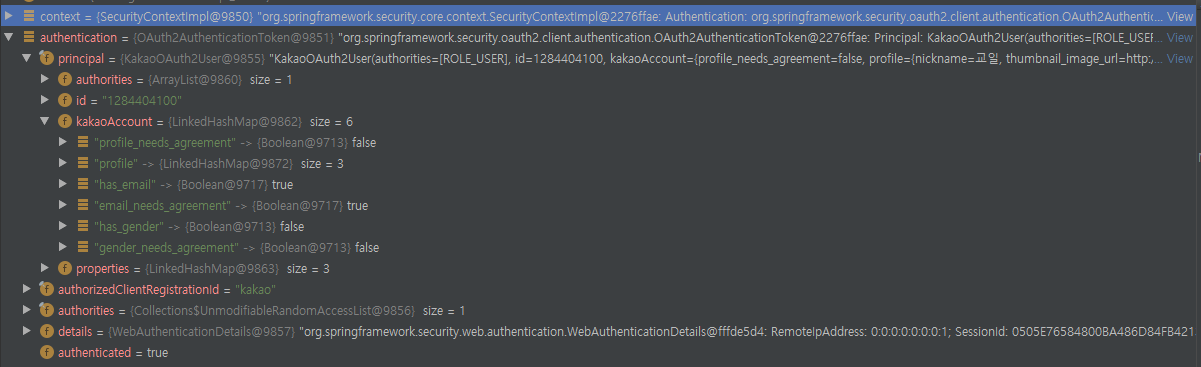 context = {SecurityContextImpl@9850} "org.springframework.security.core.context.SecurityContextImpl@2276ffae: Authentication: org.springframework.security.oauth2.client.authentication.OAuth2Authentic... View
authentication = {OAuth2AuthenticationToken@9851} "org.springframework.security.oauth2.client.authentication.OAuth2AuthenticationToken@2276ffae: Principal: KakaoOAuth2User(authorities=[ROLE_USER... View
principal = {KakaoOAuth2User@9855} "KakaoOAuth2User(authorities=[ROLE_USER], id=1284404100, kakaoAccount={profile_needs_agreement=false, profile={nickname=교일, thumbnail_image_url=http:/... View
authorities = {ArrayList@9860} size = 1
id = "1284404100"
kakaoAccount = {LinkedHashMap@9862} size = 6
"profile_needs_agreement" -> {Boolean@9713} false
"profile" -> {LinkedHashMap@9872} size = 3
"has_email" -> {Boolean@9717} true
"email_needs_agreement" -> {Boolean@9717} true
"has_gender" -> {Boolean@9713} false
"gender_needs_agreement" -> {Boolean@9713} false
properties = {LinkedHashMap@9863} size = 3
authorizedClientRegistrationId = "kakao"
authorities = {Collections$UnmodifiableRandomAccessList@9856} size = 1
details = {WebAuthenticationDetails@9857} "org.springframework.security.web.authentication.WebAuthenticationDetails@fffde5d4: RemoteIpAddress: 0:0:0:0:0:0:0:1; SessionId: 0505E76584800BA486D84FB421
authenticated = true